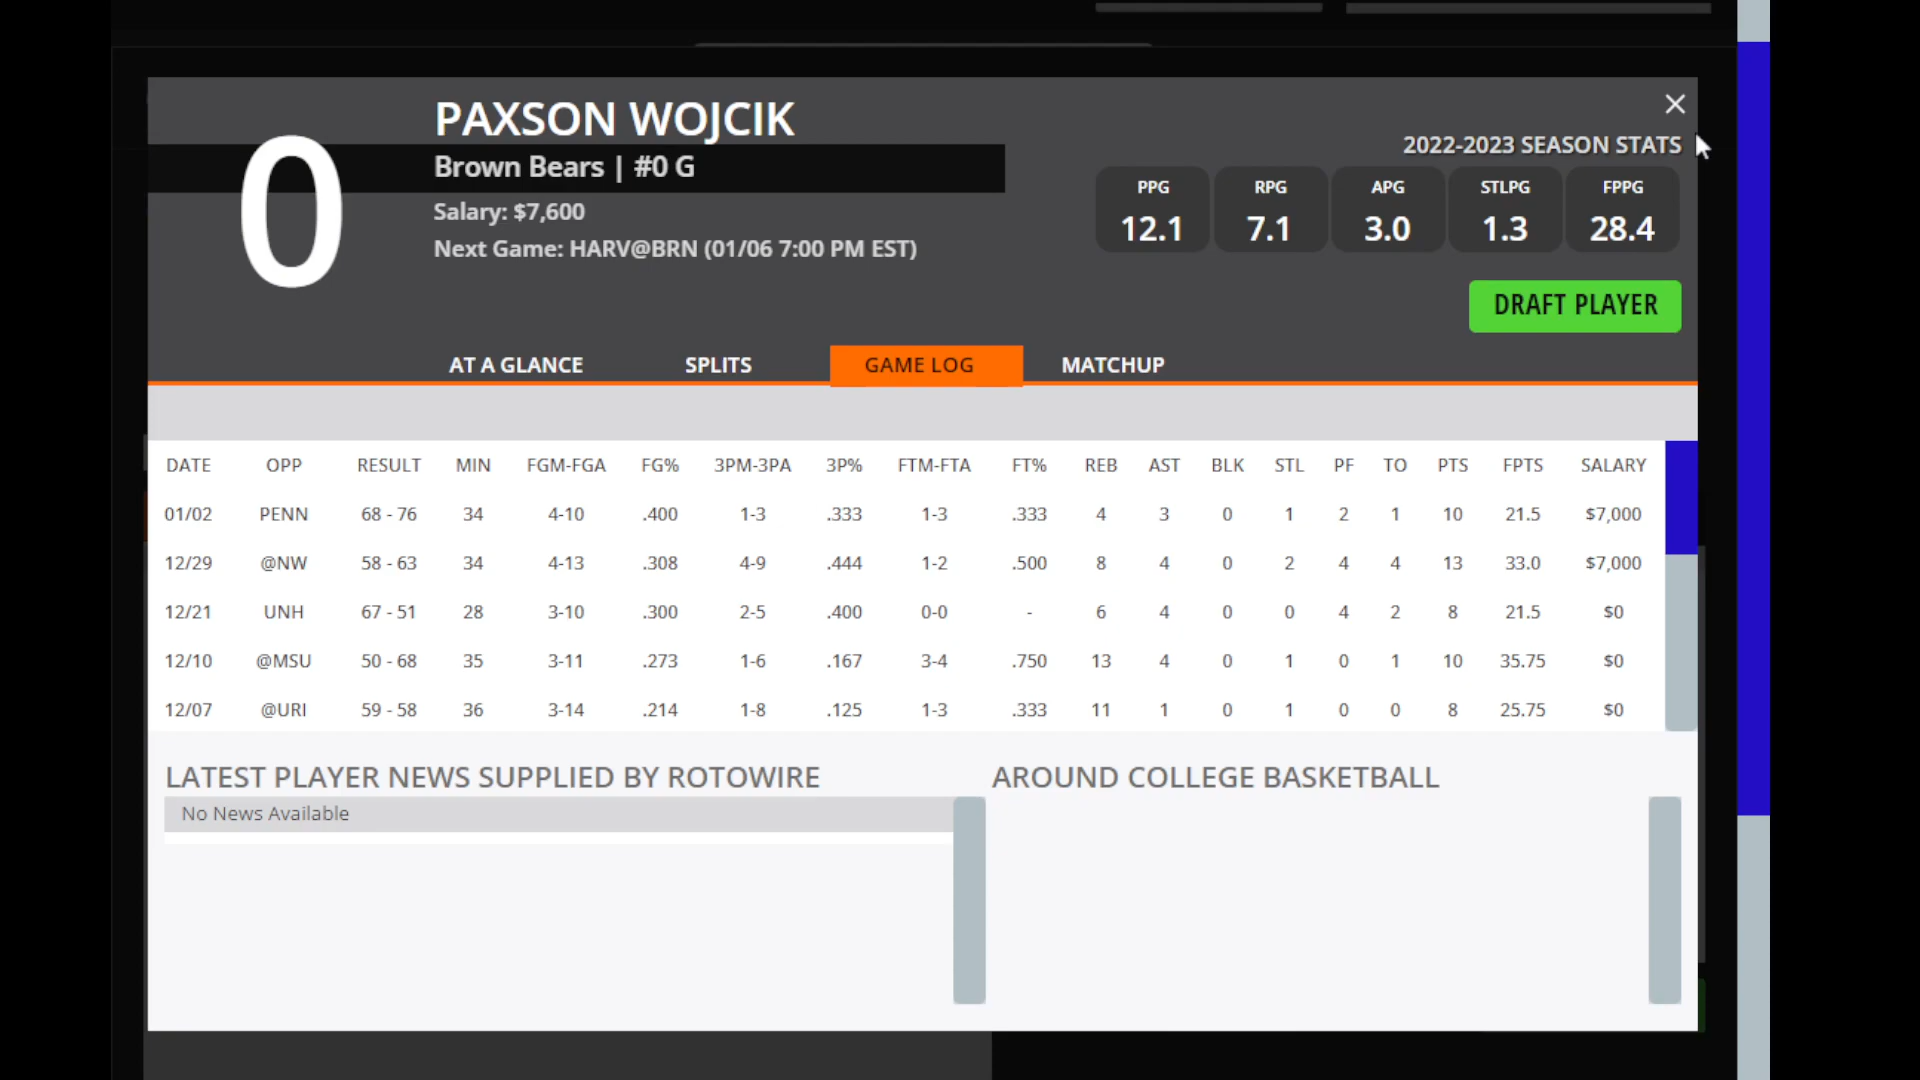 PAXSON WOJCIK
0
Brown Bears | #0 G
Salary: $7,600
Next Game: HARV@BRN (01/06 7:00 PM EST)
2022-2023 SEASON STATS
PPG RPG APG STLPG FPPG
12.1 7.1 3.0 1.3 28.4
DRAFT PLAYER
AT A GLANCE SPLITS GAME LOG MATCHUP
DATE OPP RESULT MIN FGM-FGA FG% 3PM-3PA 3P% FTM-FTA FT% REB AST BLK STL PF TO PTS FPTS SALARY
01/02 PENN 68 - 76 34 4-10 .400 1-3 .333 1-3 .333 4 3 0 1 2 1 10 21.5 $7,000
12/29 @NW 58 - 63 34 4-13 .308 4-9 .444 1-2 .500 8 4 0 2 4 4 13 33.0 $7,000
12/21 UNH 67 - 51 28 3-10 .300 2-5 .400 0-0 - 6 4 0 0 4 2 8 21.5 $0
12/10 @MSU 50 - 68 35 3-11 .273 1-6 .167 3-4 .750 13 4 0 1 0 1 10 35.75 $0
12/07 @URI 59 - 58 36 3-14 .214 1-8 .125 1-3 .333 11 1 0 1 0 0 8 25.75 $0
LATEST PLAYER NEWS SUPPLIED BY ROTOWIRE
No News Available
AROUND COLLEGE BASKETBALL